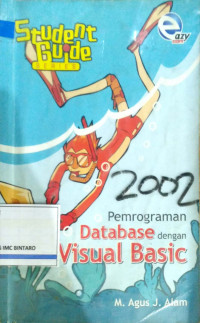 Student
Guide
SERIES
eazy
2002
Pemrograman
Database dengan
Visual Basic
IMC BINTARO
M. Agus J. Alam